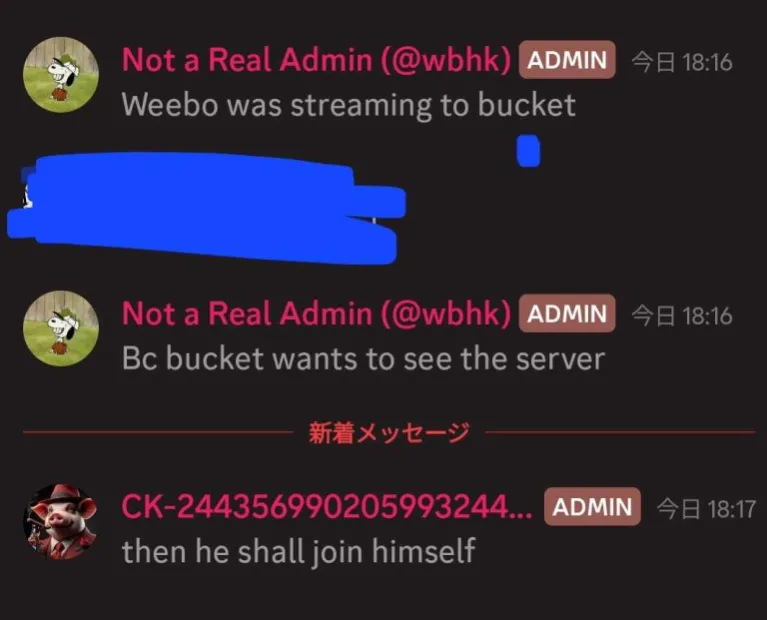 Not a Real Admin (@wbhk) ADMIN 今日 18:16
Weebo was streaming to bucket
Not a Real Admin (@wbhk) ADMIN 今日 18:16
Bc bucket wants to see the server
新着メッセージ
CK-244356990205993244... ADMIN 今日 18:17
then he shall join himself